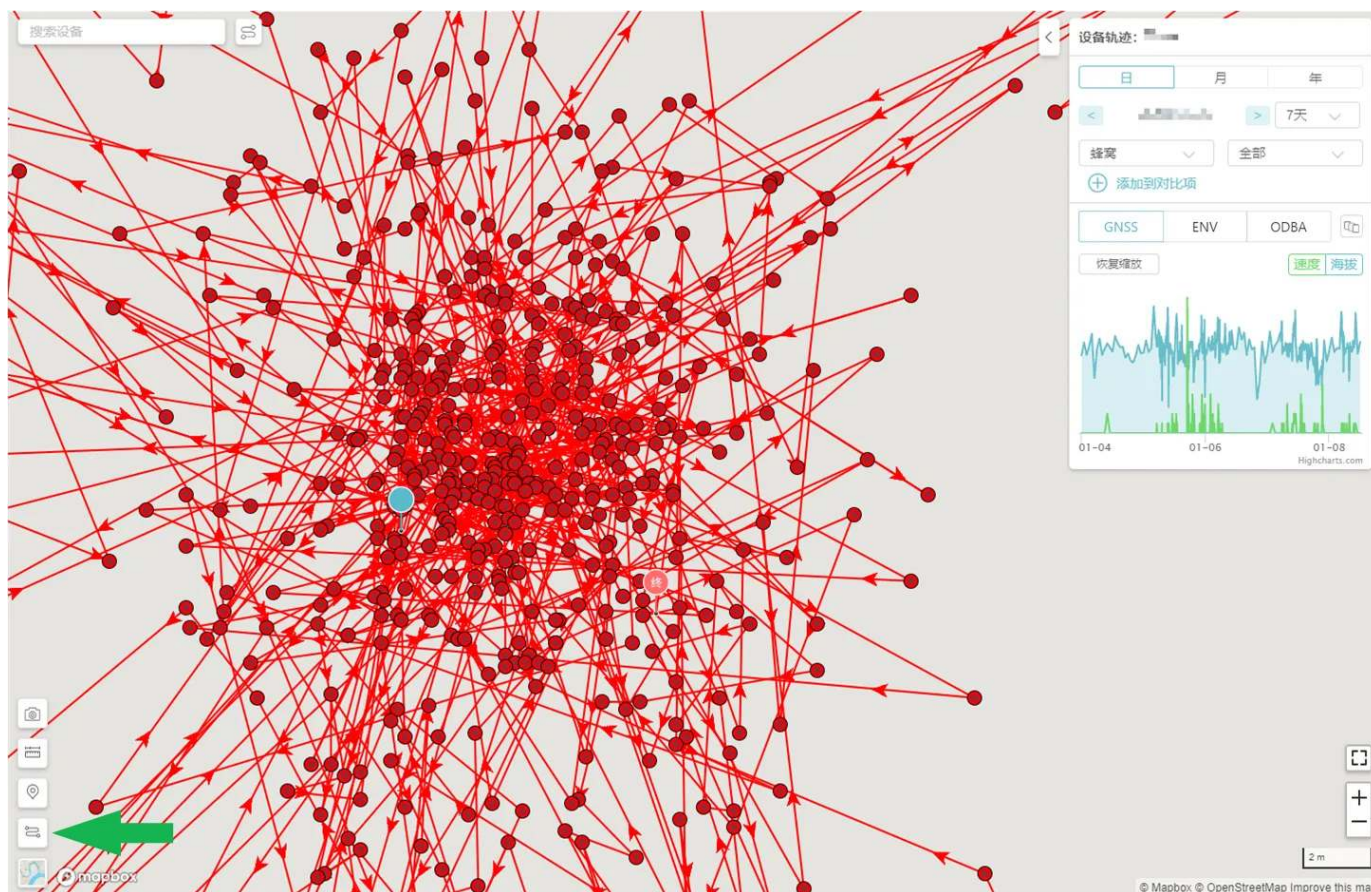 搜索设备
设备轨迹：
日 月 年
< > 7天
蜂窝 全部
添加到对比项
GNSS ENV ODBA
恢复缩放 速度 海拔
01-04 01-06 01-08
Highcharts.com
终
+
−
2 m
mapbox
© Mapbox © OpenStreetMap Improve this ma